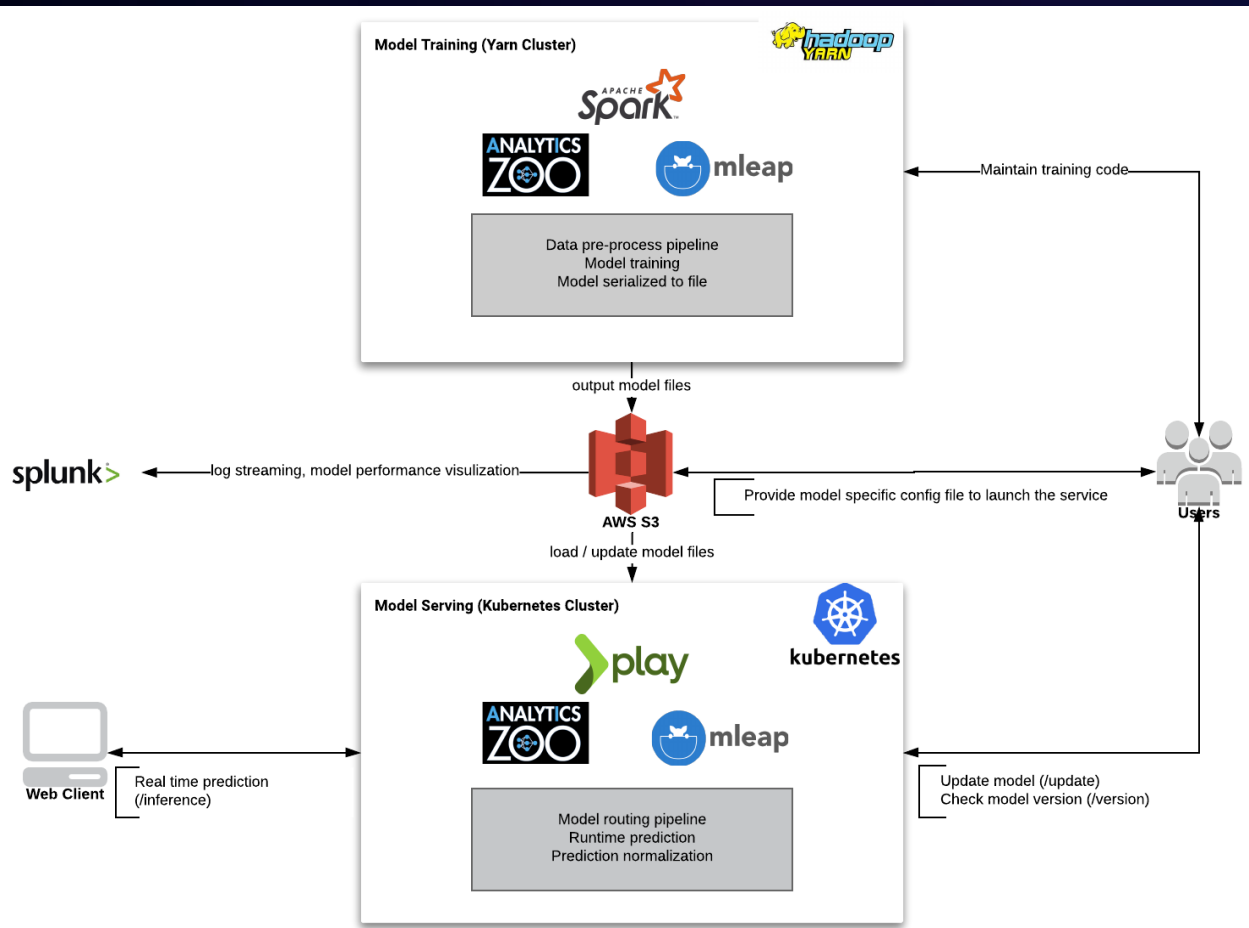 Model Training (Yarn Cluster)
hadoop
YARN
APACHE
Spark
ANALYTICS
ZOO
mleap
Maintain training code
Data pre-process pipeline
Model training
Model serialized to file
output model files
splunk>
log streaming, model performance visulization
Provide model specific config file to launch the service
AWS S3
Users
load / update model files
Model Serving (Kubernetes Cluster)
kubernetes
play
ANALYTICS
ZOO
mleap
Web Client
Real time prediction
(/inference)
Update model (/update)
Check model version (/version)
Model routing pipeline
Runtime prediction
Prediction normalization